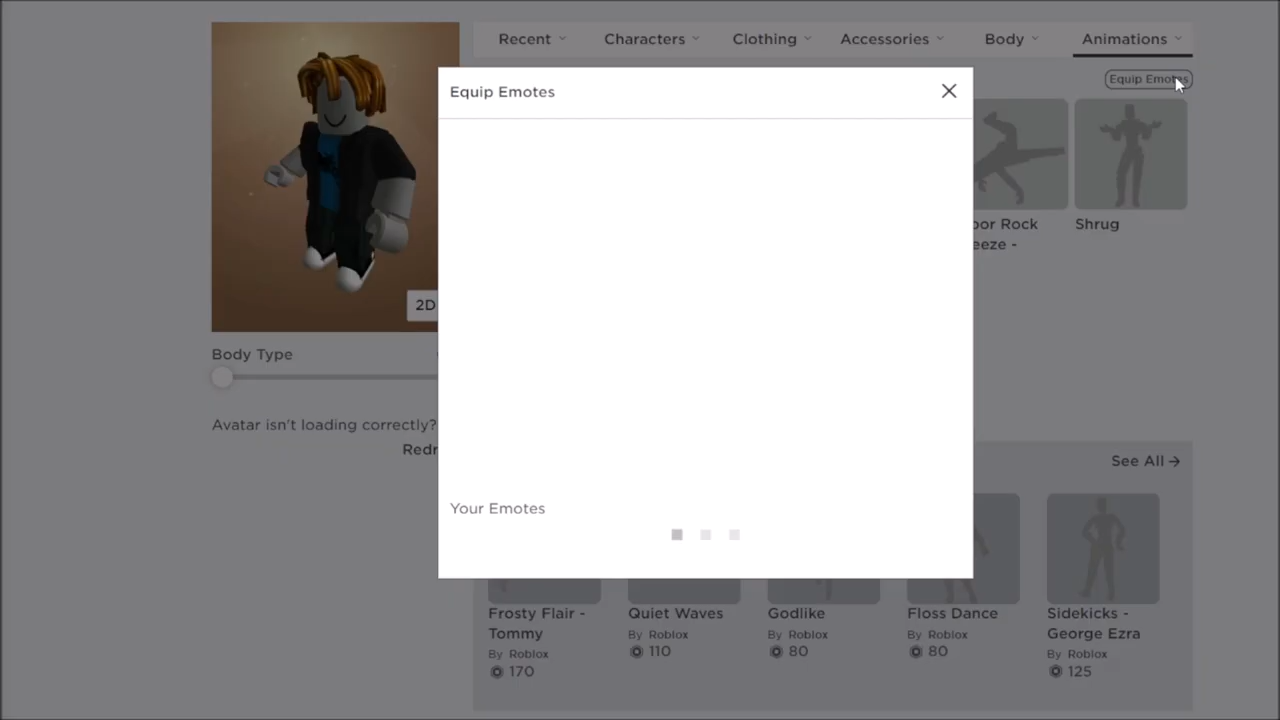 Recent
Characters
Clothing
Accessories
Body
Animations
Equip Emotes
Equip Emotes
Shrug
2D
Body Type
Avatar isn't loading correctly?
See All
Your Emotes
Frosty Flair -
Tommy
By Roblox
170
Quiet Waves
By Roblox
110
Godlike
By Roblox
80
Floss Dance
By Roblox
80
Sidekicks -
George Ezra
By Roblox
125